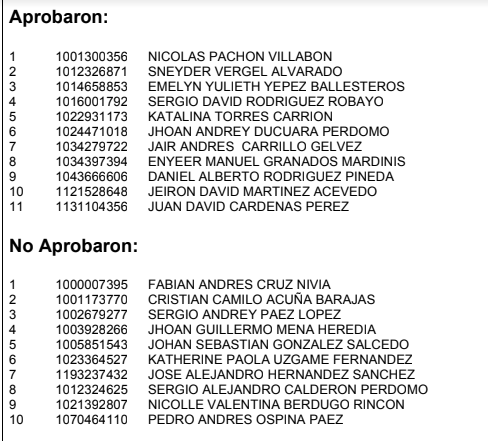 Aprobaron:
1 1001300356 NICOLAS PACHON VILLABON
2 1012326871 SNEYDER VERGEL ALVARADO
3 1014658853 EMELYN YULIETH YEPEZ BALLESTEROS
4 1016001792 SERGIO DAVID RODRIGUEZ ROBAYO
5 1022931173 KATALINA TORRES CARRION
6 1024471018 JHOAN ANDREY DUCUARA PERDOMO
7 1034279722 JAIR ANDRES  CARRILLO GELVEZ
8 1034397394 ENYEER MANUEL GRANADOS MARDINIS
9 1043666606 DANIEL ALBERTO RODRIGUEZ PINEDA
10 1121528648 JEIRON DAVID MARTINEZ ACEVEDO
11 1131104356 JUAN DAVID CARDENAS PEREZ
No Aprobaron:
1 1000007395 FABIAN ANDRES CRUZ NIVIA
2 1001173770 CRISTIAN CAMILO ACUÑA BARAJAS
3 1002679277 SERGIO ANDREY PAEZ LOPEZ
4 1003928266 JHOAN GUILLERMO MENA HEREDIA
5 1005851543 JOHAN SEBASTIAN GONZALEZ SALCEDO
6 1023364527 KATHERINE PAOLA UZGAME FERNANDEZ
7 1193237432 JOSE ALEJANDRO HERNANDEZ SANCHEZ
8 1012324625 SERGIO ALEJANDRO CALDERON PERDOMO
9 1021392807 NICOLLE VALENTINA BERDUGO RINCON
10 1070464110 PEDRO ANDRES OSPINA PAEZ